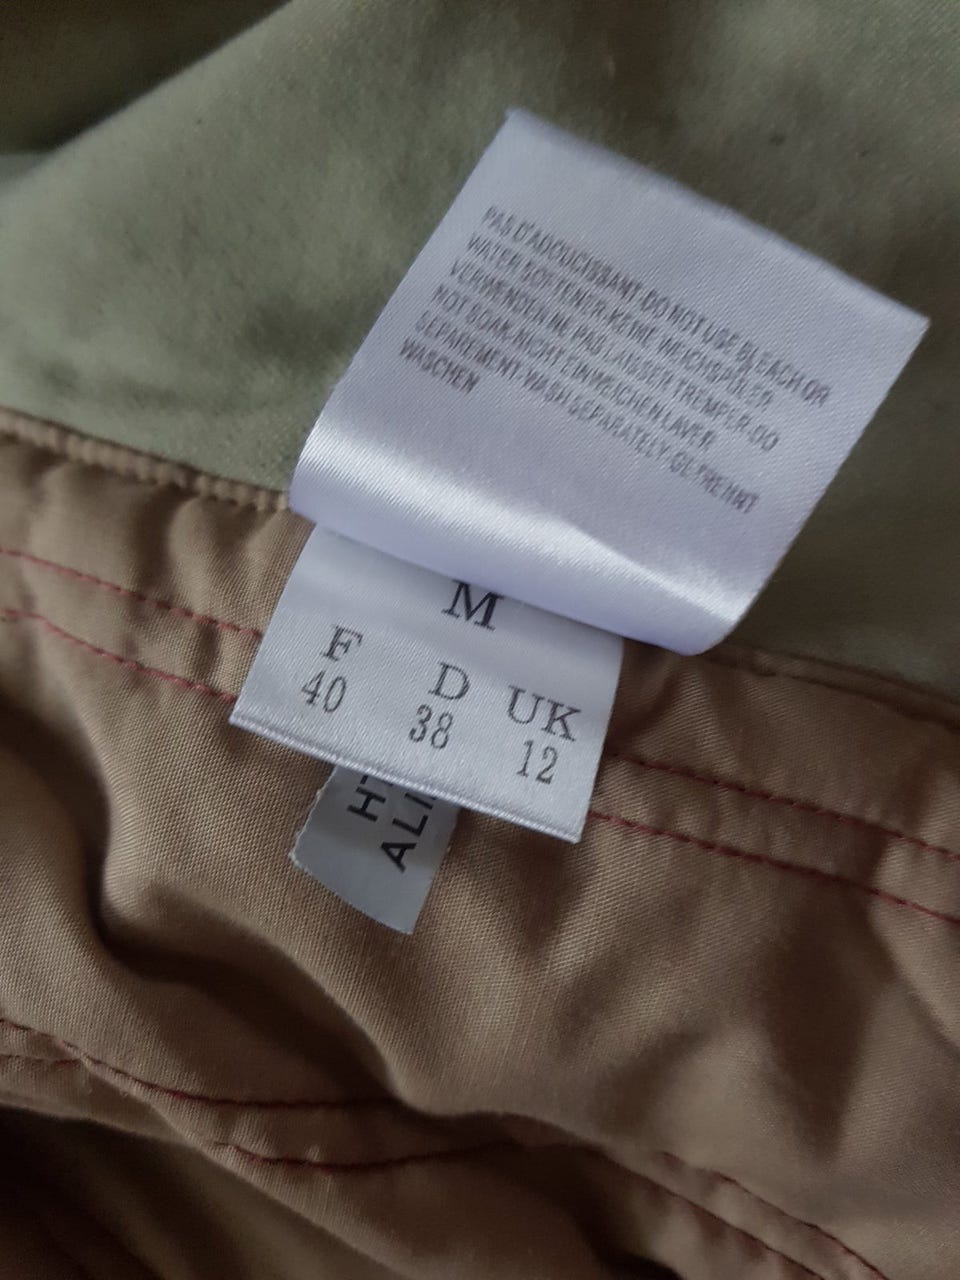 PAS D'ADOUCISSANT-DO NOT USE BLEACH OR
WATER SOFTENER-KEINE WEICHSPÜLER
VERWENDEN-NE PAS LAISSER TREMPER-DO
NOT SOAK-NICHT EINWEICHEN-LAVER
SEPAREMENT-WASH SEPARATELY-GETRENNT
WASCHEN
M
F D UK
40 38 12